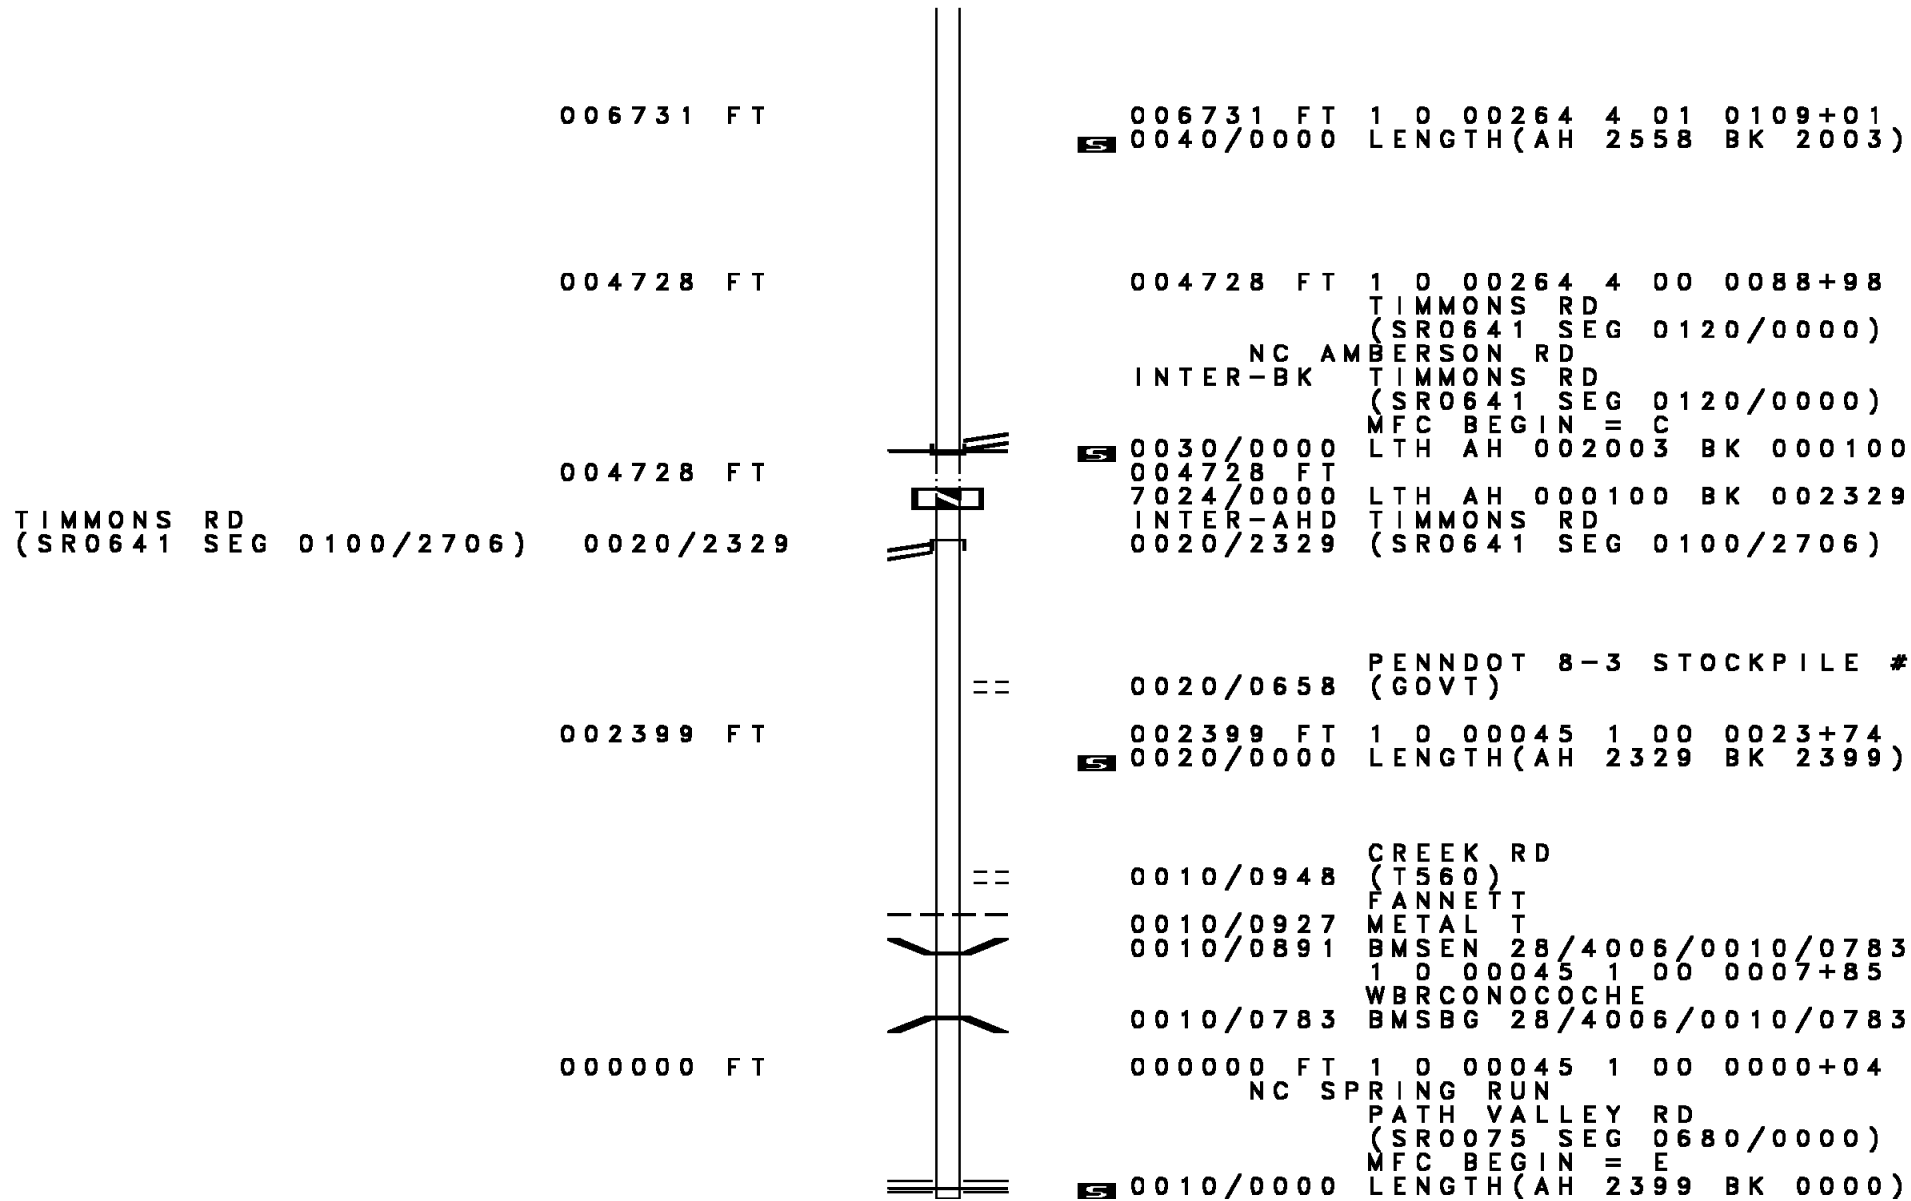 006731 FT 006731 FT 1 0 00264 4 01 0109+01
S 0040/0000 LENGTH(AH 2558 BK 2003)
004728 FT 004728 FT 1 0 00264 4 00 0088+98
TIMMONS RD
(SR0641 SEG 0120/0000)
NC AMBERSON RD
INTER-BK TIMMONS RD
(SR0641 SEG 0120/0000)
MFC BEGIN = C
S 0030/0000 LTH AH 002003 BK 000100
004728 FT 004728 FT
7024/0000 LTH AH 000100 BK 002329
TIMMONS RD INTER-AHD TIMMONS RD
(SR0641 SEG 0100/2706) 0020/2329 0020/2329 (SR0641 SEG 0100/2706)
PENNDOT 8-3 STOCKPILE #
0020/0658 (GOVT)
002399 FT 002399 FT 1 0 00045 1 00 0023+74
S 0020/0000 LENGTH(AH 2329 BK 2399)
CREEK RD
0010/0948 (T560)
FANNETT
0010/0927 METAL T
0010/0891 BMSEN 28/4006/0010/0783
1 0 00045 1 00 0007+85
WBRCONOCOCHE
0010/0783 BMSBG 28/4006/0010/0783
000000 FT 000000 FT 1 0 00045 1 00 0000+04
NC SPRING RUN
PATH VALLEY RD
(SR0075 SEG 0680/0000)
MFC BEGIN = E
S 0010/0000 LENGTH(AH 2399 BK 0000)